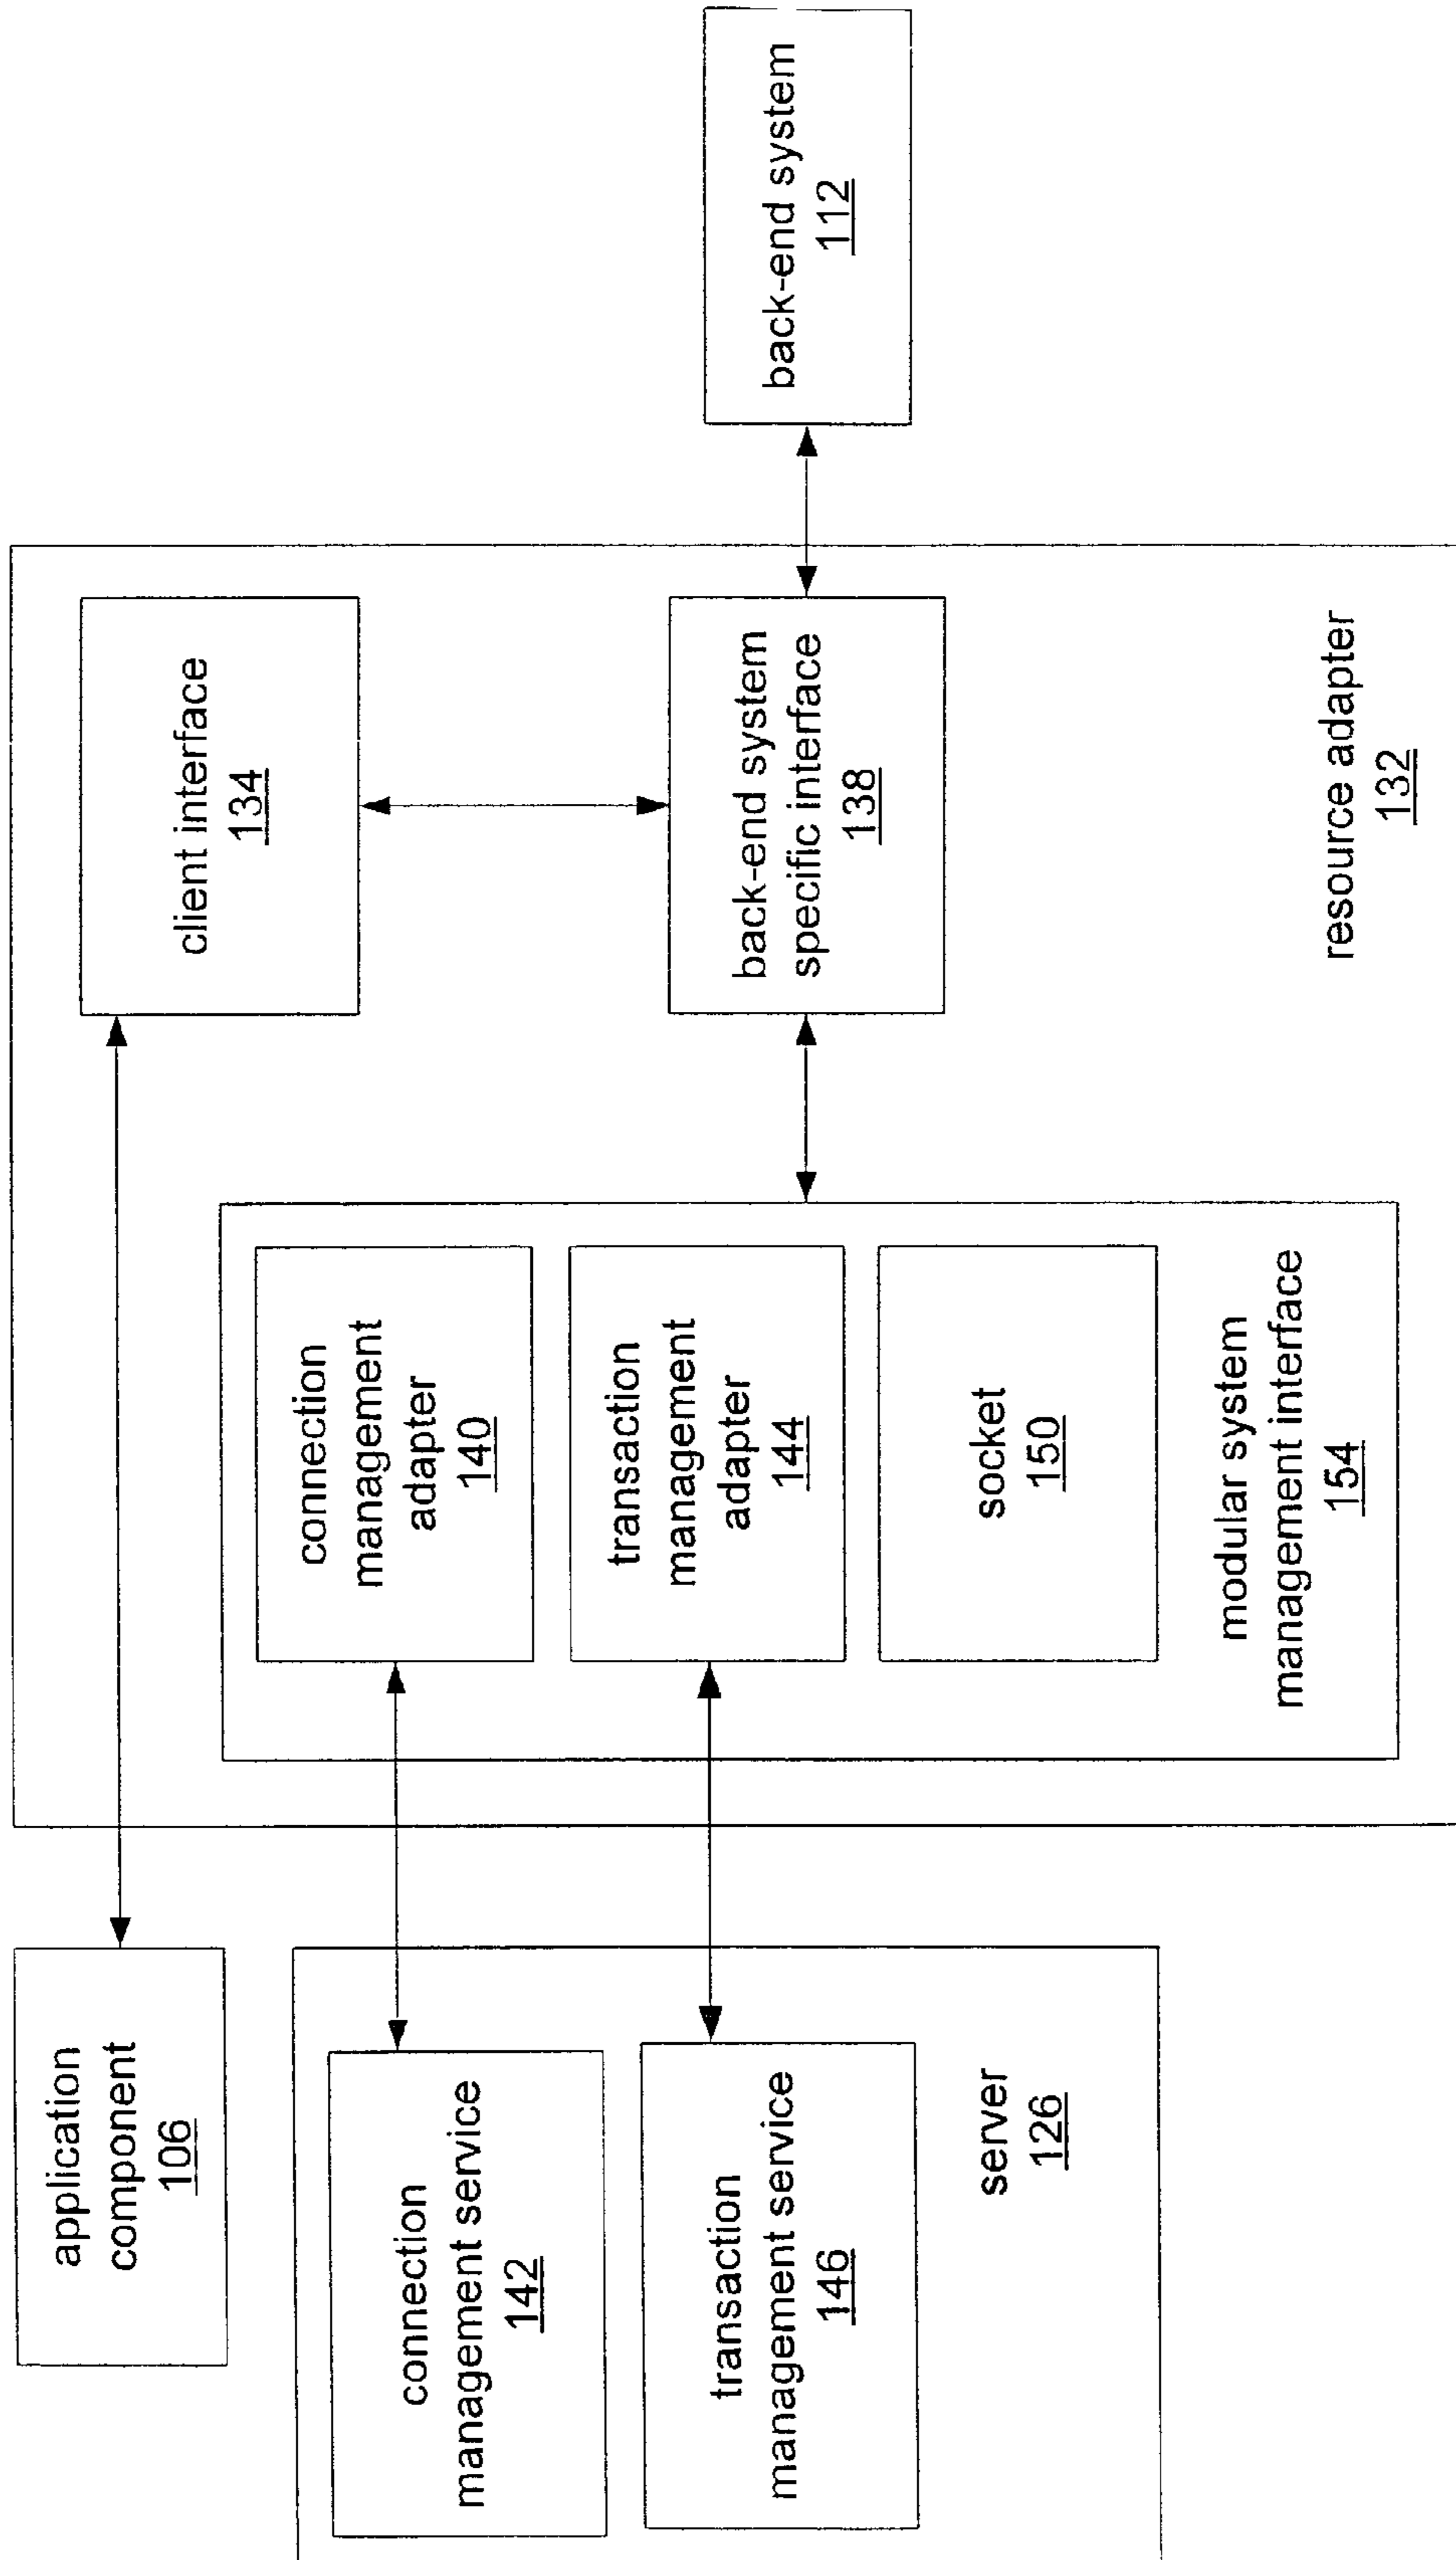 application
component
106
connection
management service
142
transaction
management service
146
server
126
connection
management
adapter
140
transaction
management
adapter
144
socket
150
modular system
management interface
154
client interface
134
back-end system
specific interface
138
resource adapter
132
back-end system
112